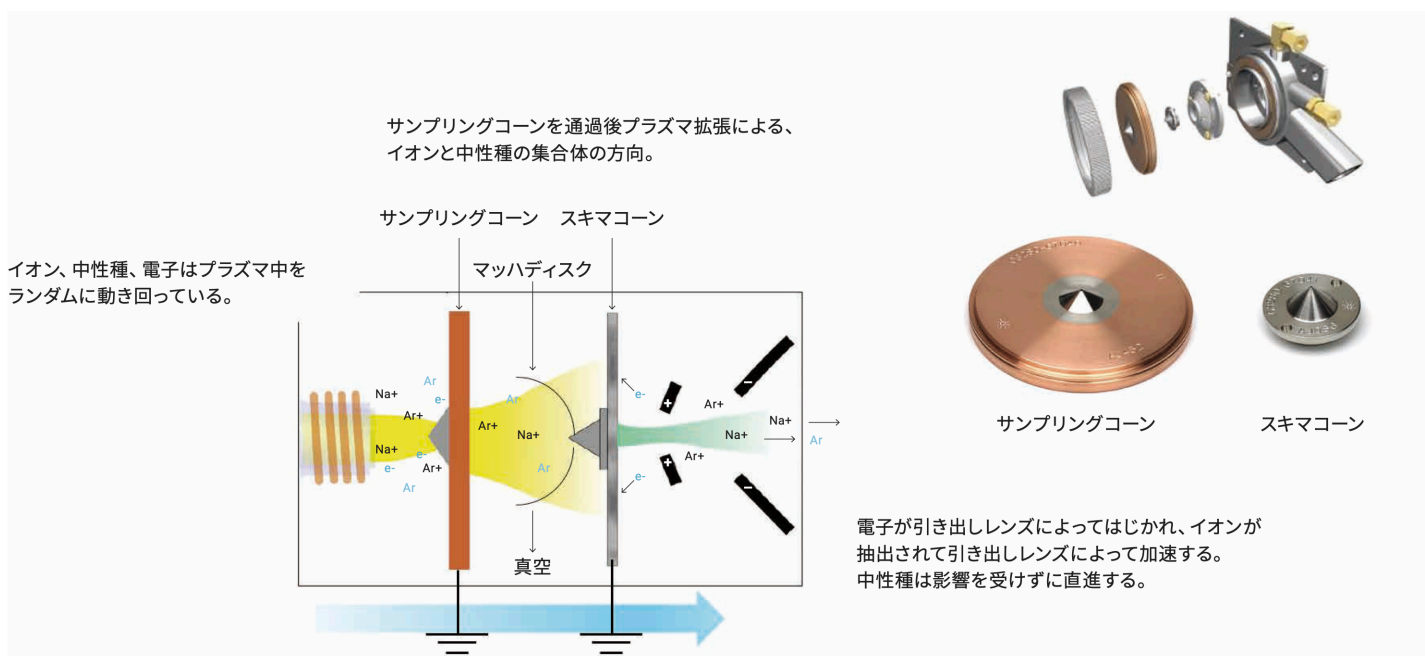 サンプリングコーンを通過後プラズマ拡張による、
イオンと中性種の集合体の方向。
サンプリングコーン
スキマコーン
イオン、中性種、電子はプラズマ中を
ランダムに動き回っている。
マッハディスク
Ar
Na+
e-
Ar+
Na+
e-
e-
Ar+
Ar
Ar
Ar+
Na+
Ar
真空
e-
e-
+
+
−
−
Ar+
Na+
Ar+
Na+
Ar
サンプリングコーン
スキマコーン
電子が引き出しレンズによってはじかれ、イオンが
抽出されて引き出しレンズによって加速する。
中性種は影響を受けずに直進する。